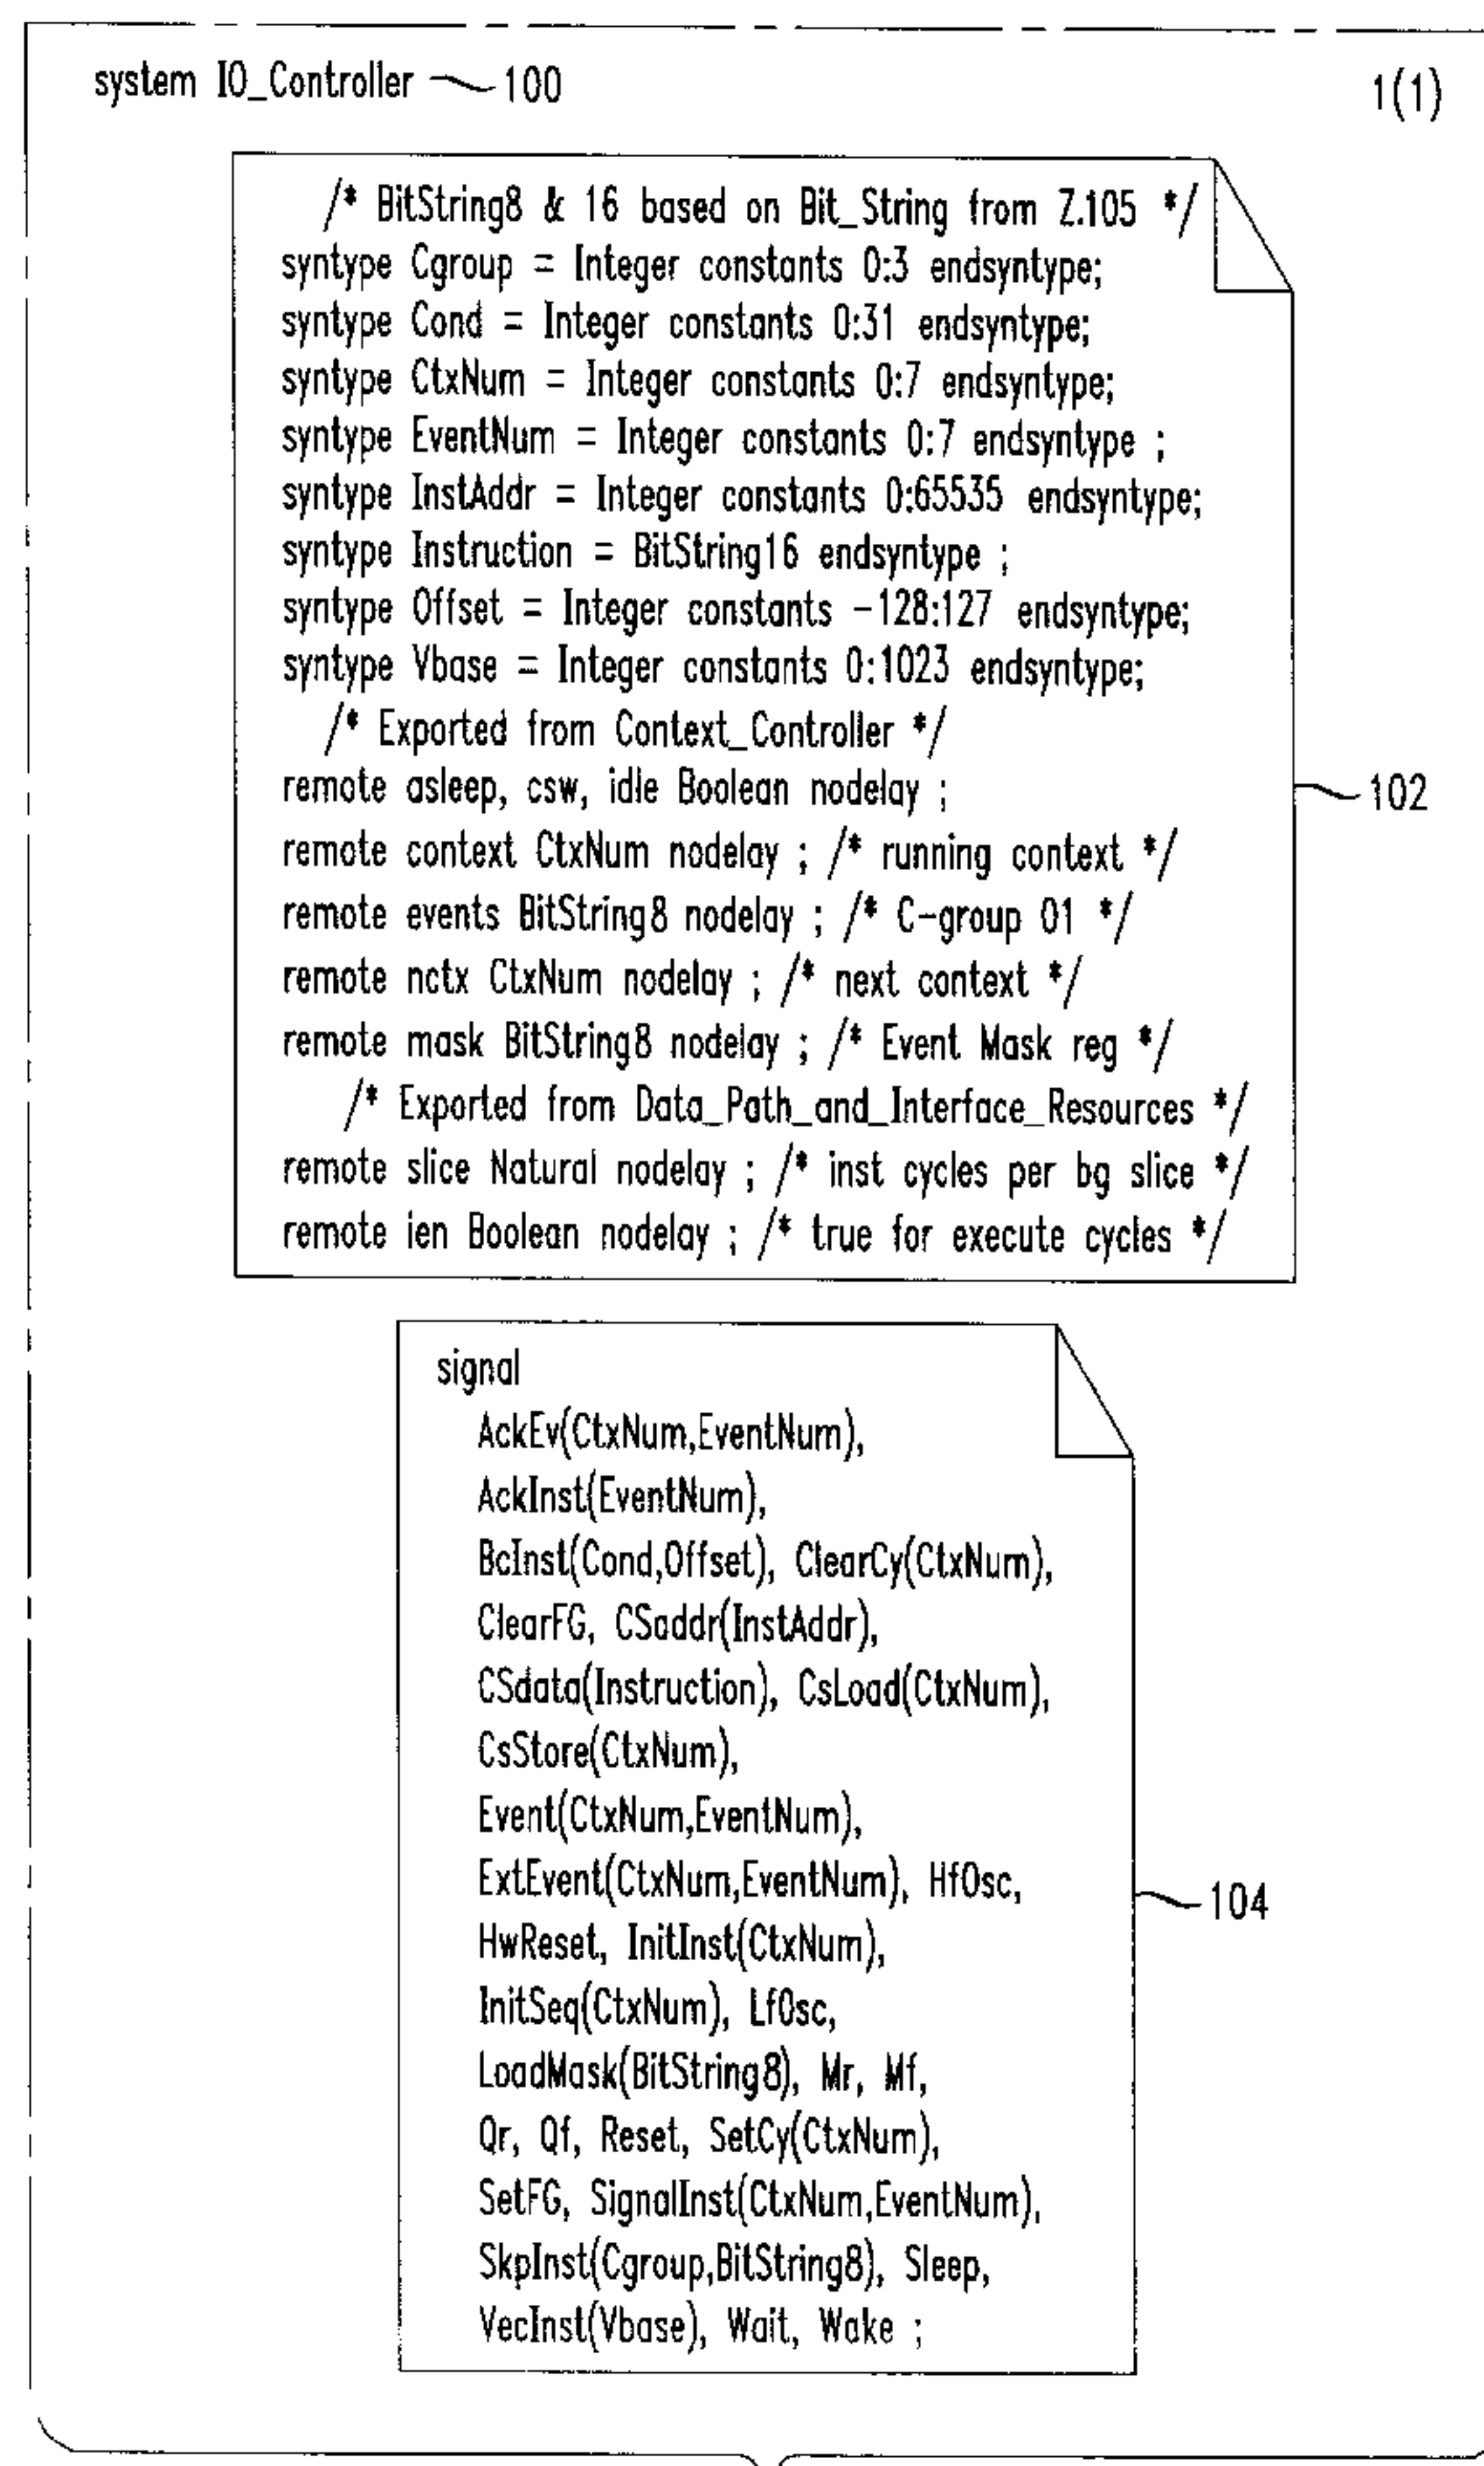 system IO_Controller 100 1(1)
/* BitString8 & 16 based on Bit_String from Z.105 */
syntype Cgroup = Integer constants 0:3 endsyntype;
syntype Cond = Integer constants 0:31 endsyntype;
syntype CtxNum = Integer constants 0:7 endsyntype;
syntype EventNum = Integer constants 0:7 endsyntype ;
syntype InstAddr = Integer constants 0:65535 endsyntype;
syntype Instruction = BitString16 endsyntype ;
syntype Offset = Integer constants -128:127 endsyntype;
syntype Vbase = Integer constants 0:1023 endsyntype;
/* Exported from Context_Controller */
remote asleep, csw, idle Boolean nodelay ;
102
remote context CtxNum nodelay ; /* running context */
remote events BitString8 nodelay ; /* C-group 01 */
remote nctx CtxNum nodelay ; /* next context */
remote mask BitString8 nodelay ; /* Event Mask reg */
/* Exported from Data_Path_and_Interface_Resources */
remote slice Natural nodelay ; /* inst cycles per bg slice */
remote ien Boolean nodelay ; /* true for execute cycles */
signal
AckEv(CtxNum,EventNum),
AckInst(EventNum),
BcInst(Cond,Offset), ClearCy(CtxNum),
ClearFG, CSaddr(InstAddr),
CSdata(Instruction), CsLoad(CtxNum),
CsStore(CtxNum),
Event(CtxNum,EventNum),
ExtEvent(CtxNum,EventNum), HfOsc,
104
HwReset, InitInst(CtxNum),
InitSeq(CtxNum), LfOsc,
LoadMask(BitString8), Mr, Mf,
Qr, Qf, Reset, SetCy(CtxNum),
SetFG, SignalInst(CtxNum,EventNum),
SkpInst(Cgroup,BitString8), Sleep,
VecInst(Vbase), Wait, Wake ;